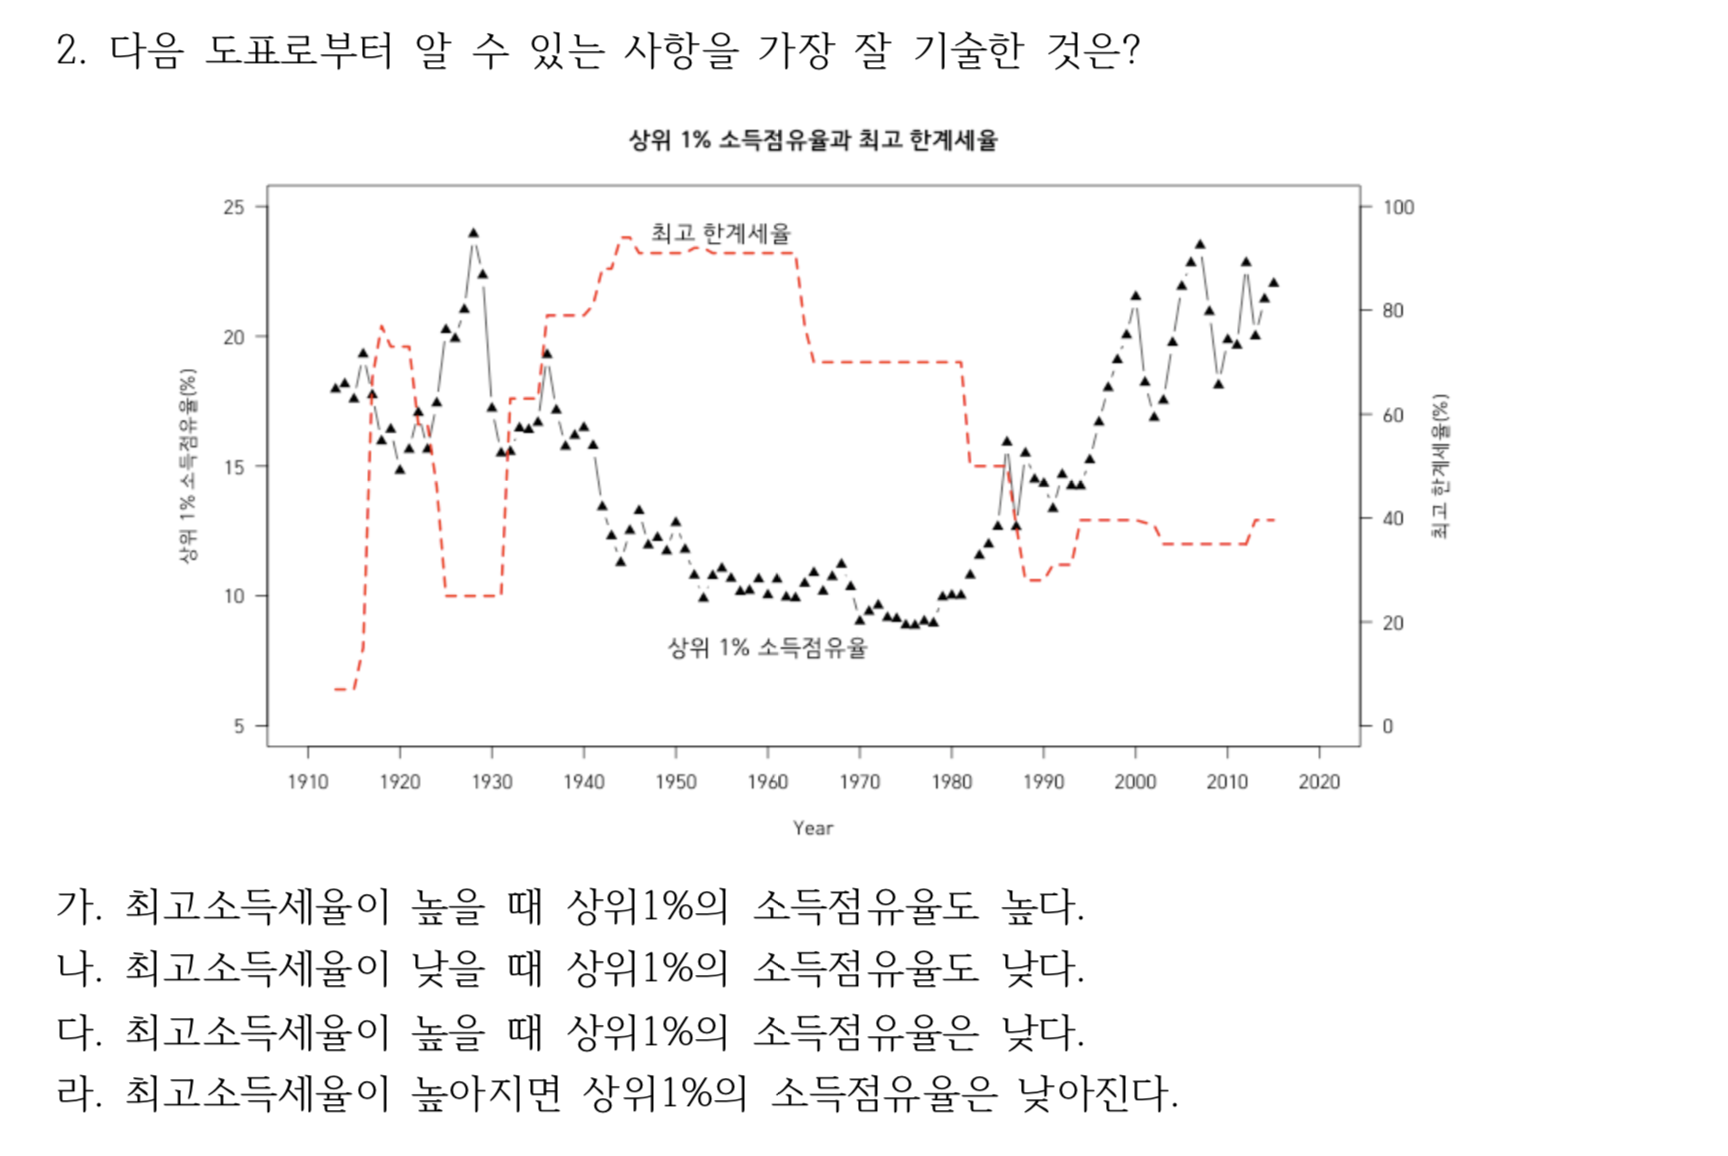 2. 다음 도표로부터 알 수 있는 사항을 가장 잘 기술한 것은?
상위 1% 소득점유율과 최고 한계세율
25
20
15
10
5
상위 1% 소득점유율(%)
최고 한계세율
상위 1% 소득점유율
100
80
60
40
20
0
최고 한계세율(%)
1910 1920 1930 1940 1950 1960 1970 1980 1990 2000 2010 2020
Year
가. 최고소득세율이 높을 때 상위1%의 소득점유율도 높다.
나. 최고소득세율이 낮을 때 상위1%의 소득점유율도 낮다.
다. 최고소득세율이 높을 때 상위1%의 소득점유율은 낮다.
라. 최고소득세율이 높아지면 상위1%의 소득점유율은 낮아진다.